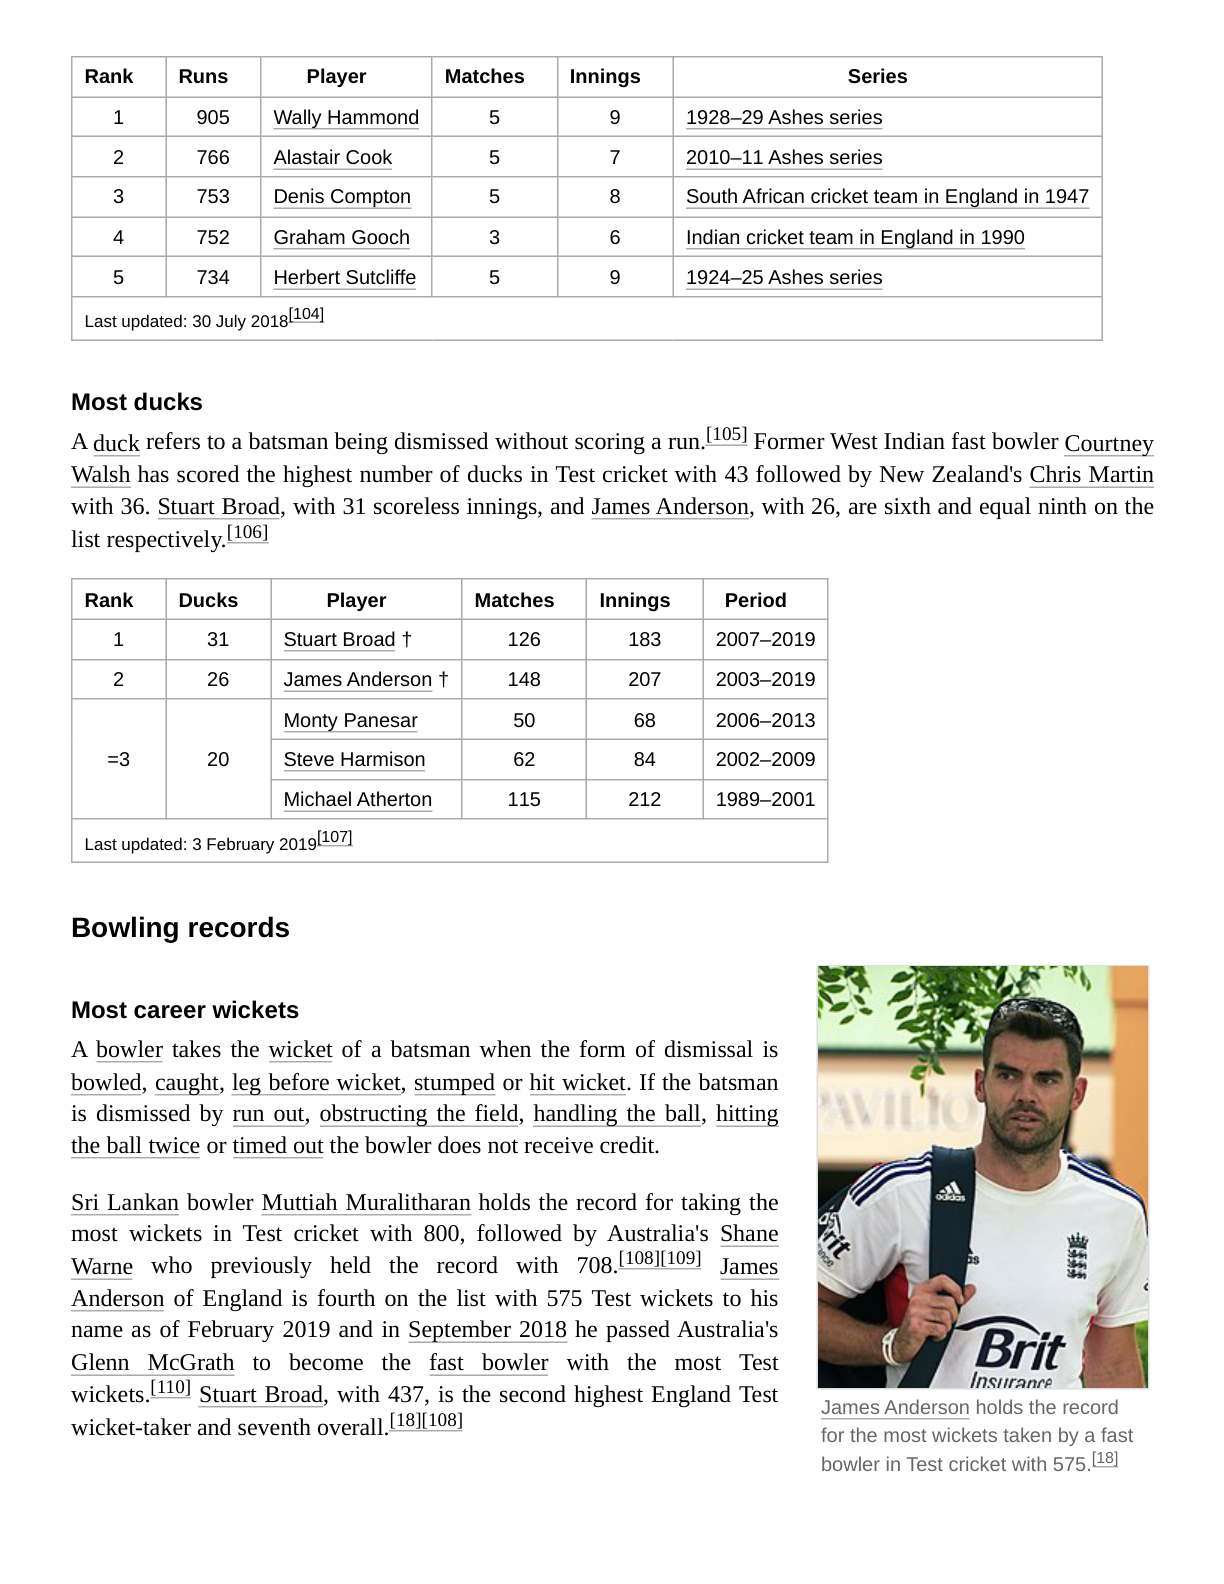 Rank Runs Player Matches Innings Series
1 905 Wally Hammond 5 9 1928–29 Ashes series
2 766 Alastair Cook 5 7 2010–11 Ashes series
3 753 Denis Compton 5 8 South African cricket team in England in 1947
4 752 Graham Gooch 3 6 Indian cricket team in England in 1990
5 734 Herbert Sutcliffe 5 9 1924–25 Ashes series
Last updated: 30 July 2018[104]
Most ducks
A duck refers to a batsman being dismissed without scoring a run.[105] Former West Indian fast bowler Courtney
Walsh has scored the highest number of ducks in Test cricket with 43 followed by New Zealand's Chris Martin
with 36. Stuart Broad, with 31 scoreless innings, and James Anderson, with 26, are sixth and equal ninth on the
list respectively.[106]
Rank Ducks Player Matches Innings Period
1 31 Stuart Broad † 126 183 2007–2019
2 26 James Anderson † 148 207 2003–2019
=3 20 Monty Panesar 50 68 2006–2013
Steve Harmison 62 84 2002–2009
Michael Atherton 115 212 1989–2001
Last updated: 3 February 2019[107]
Bowling records
Most career wickets
A bowler takes the wicket of a batsman when the form of dismissal is
bowled, caught, leg before wicket, stumped or hit wicket. If the batsman
is dismissed by run out, obstructing the field, handling the ball, hitting
the ball twice or timed out the bowler does not receive credit.
Sri Lankan bowler Muttiah Muralitharan holds the record for taking the
most wickets in Test cricket with 800, followed by Australia's Shane
Warne who previously held the record with 708.[108][109] James
Anderson of England is fourth on the list with 575 Test wickets to his
name as of February 2019 and in September 2018 he passed Australia's
Glenn McGrath to become the fast bowler with the most Test
wickets.[110] Stuart Broad, with 437, is the second highest England Test
wicket-taker and seventh overall.[18][108]
adidas
Brit
Insurance
James Anderson holds the record
for the most wickets taken by a fast
bowler in Test cricket with 575.[18]